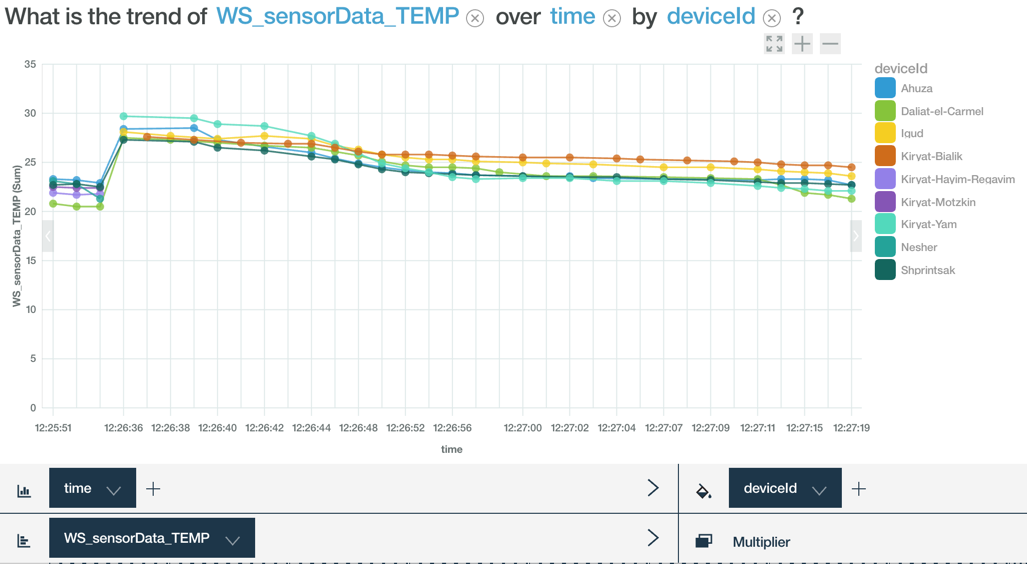 What is the trend of WS_sensorData_TEMP over time by deviceId ?
deviceId
Ahuza
Daliat-el-Carmel
Igud
Kiryat-Bialik
Kiryat-Hayim-Regavim
Kiryat-Motzkin
Kiryat-Yam
Nesher
Shprintsak
WS_sensorData_TEMP (Sum)
35
30
25
20
15
10
5
0
12:25:51 12:26:36 12:26:38 12:26:40 12:26:42 12:26:44 12:26:48 12:26:52 12:26:56 12:27:00 12:27:02 12:27:04 12:27:07 12:27:09 12:27:11 12:27:15 12:27:19
time
time deviceId
WS_sensorData_TEMP Multiplier